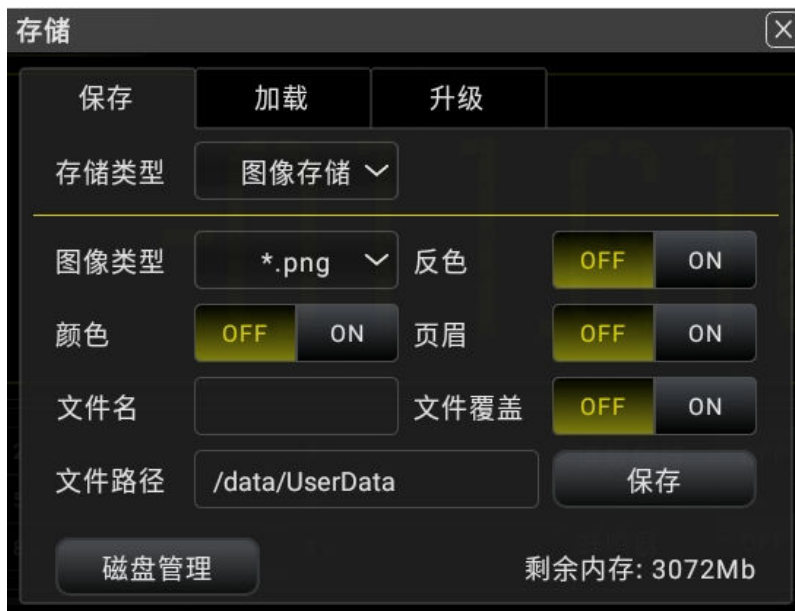 存储
保存 加载 升级
存储类型 图像存储
图像类型 *.png 反色 OFF ON
颜色 OFF ON 页眉 OFF ON
文件名 文件覆盖 OFF ON
文件路径 /data/UserData 保存
磁盘管理 剩余内存: 3072Mb